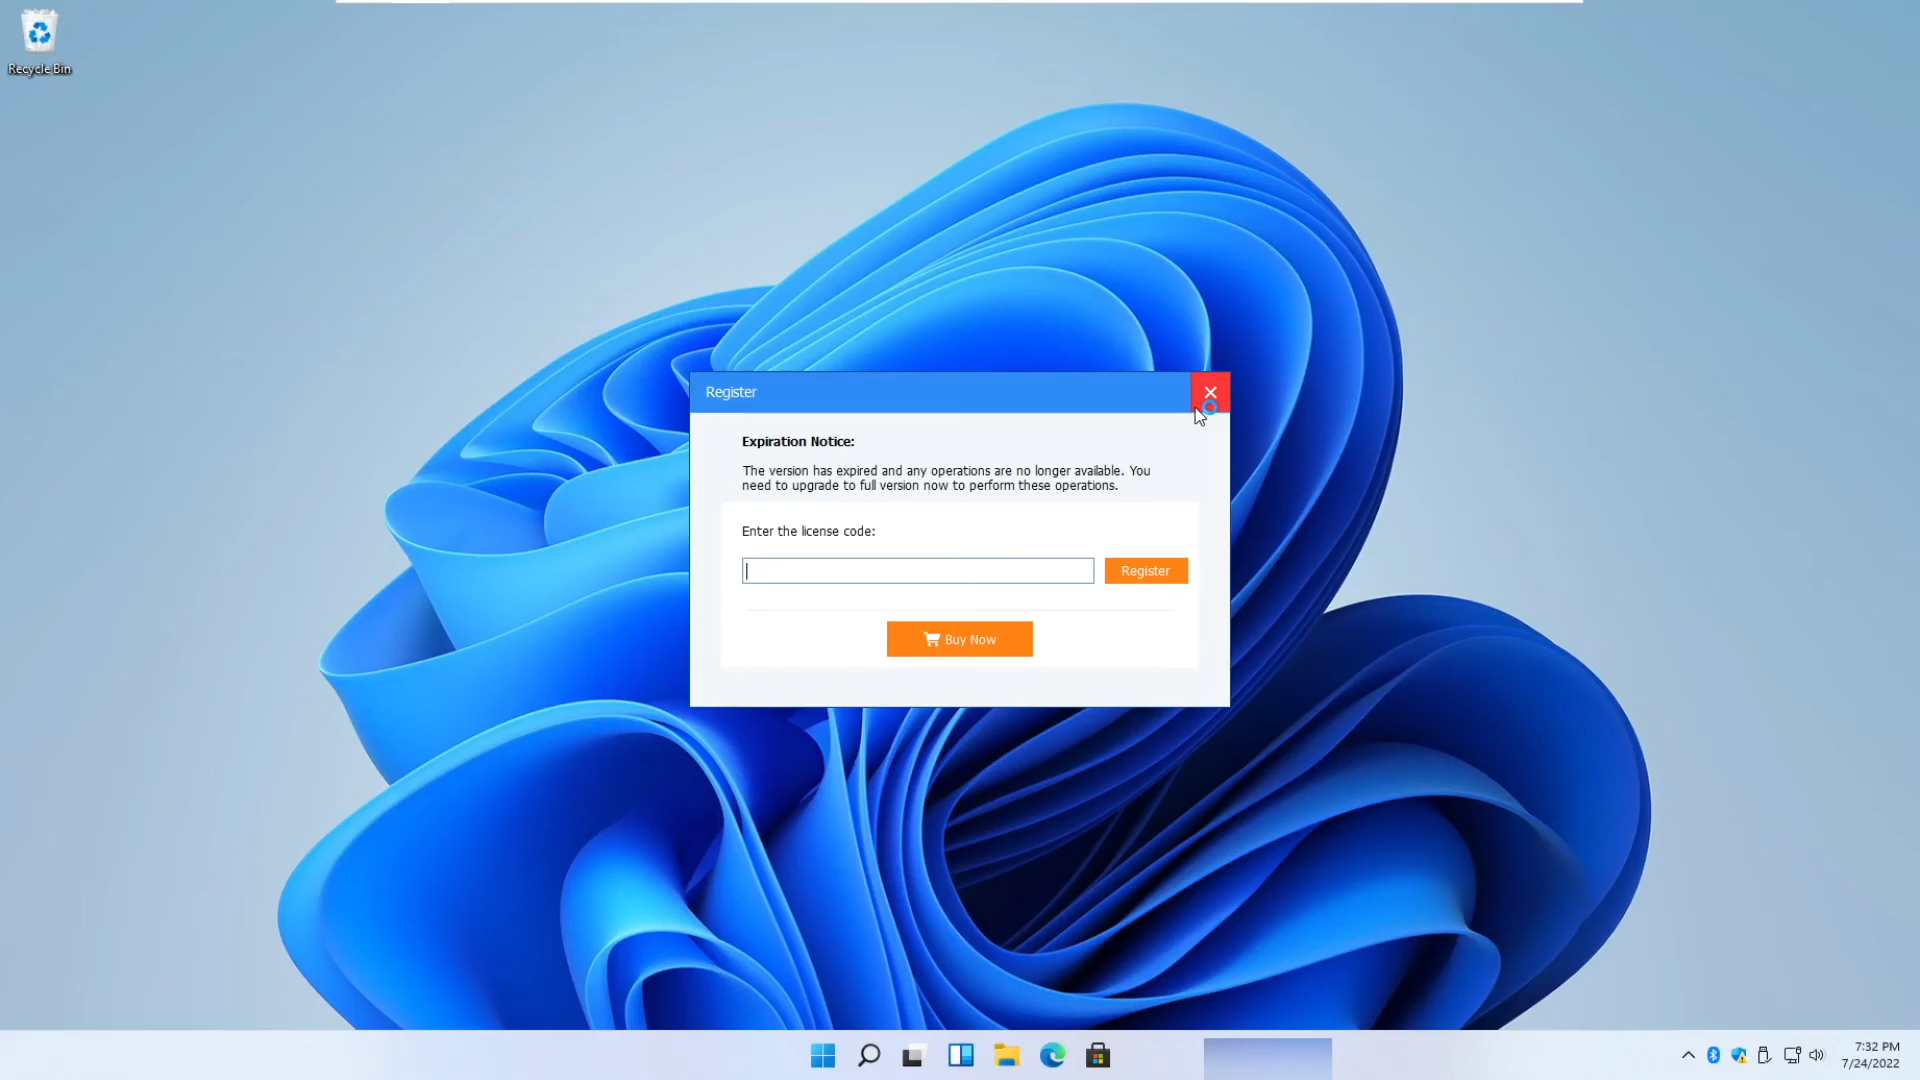 Recycle Bin
Register
Expiration Notice:
The version has expired and any operations are no longer available. You
need to upgrade to full version now to perform these operations.
Enter the license code:
Register
Buy Now
7:32 PM
7/24/2022